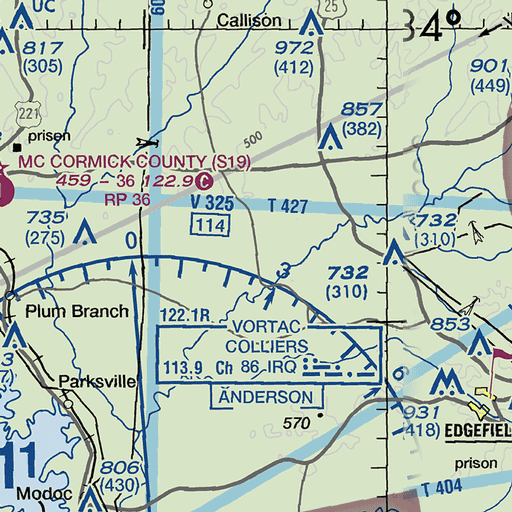 UC
Callison
25
34°
817
(305)
60
972
(412)
901
(449)
221
857
(382)
prison
500
MC CORMICK COUNTY (S19)
459 - 36 122.9 C
RP 36
V 325
T 427
114
735
(275)
0
732
(310)
3
732
(310)
Plum Branch
122.1R
VORTAC
COLLIERS
113.9 Ch 86 IRQ
853
ANDERSON
6
Parksville
570
931
(418)
EDGEFIEL
11
806
(430)
prison
Modoc
T 404